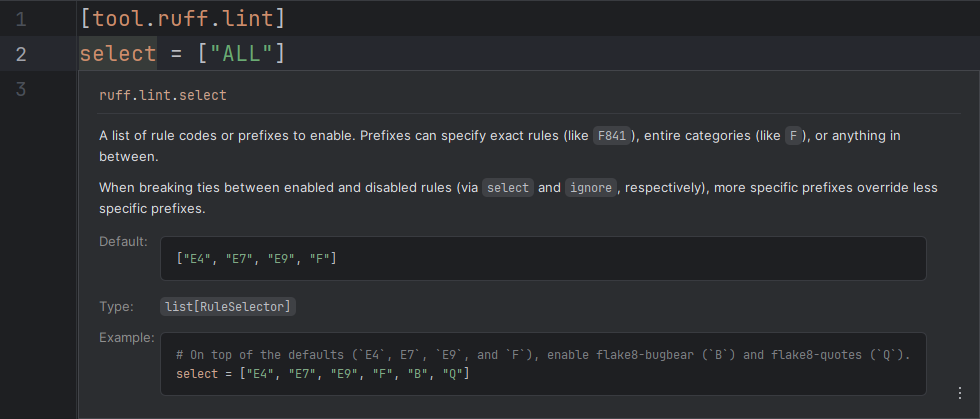 1 [tool.ruff.lint]
2 select = ["ALL"]
3
ruff.lint.select
A list of rule codes or prefixes to enable. Prefixes can specify exact rules (like F841), entire categories (like F), or anything in
between.
When breaking ties between enabled and disabled rules (via select and ignore, respectively), more specific prefixes override less
specific prefixes.
Default: ["E4", "E7", "E9", "F"]
Type: list[RuleSelector]
Example: # On top of the defaults (`E4`, E7`, `E9`, and `F`), enable flake8-bugbear (`B`) and flake8-quotes (`Q`).
select = ["E4", "E7", "E9", "F", "B", "Q"]